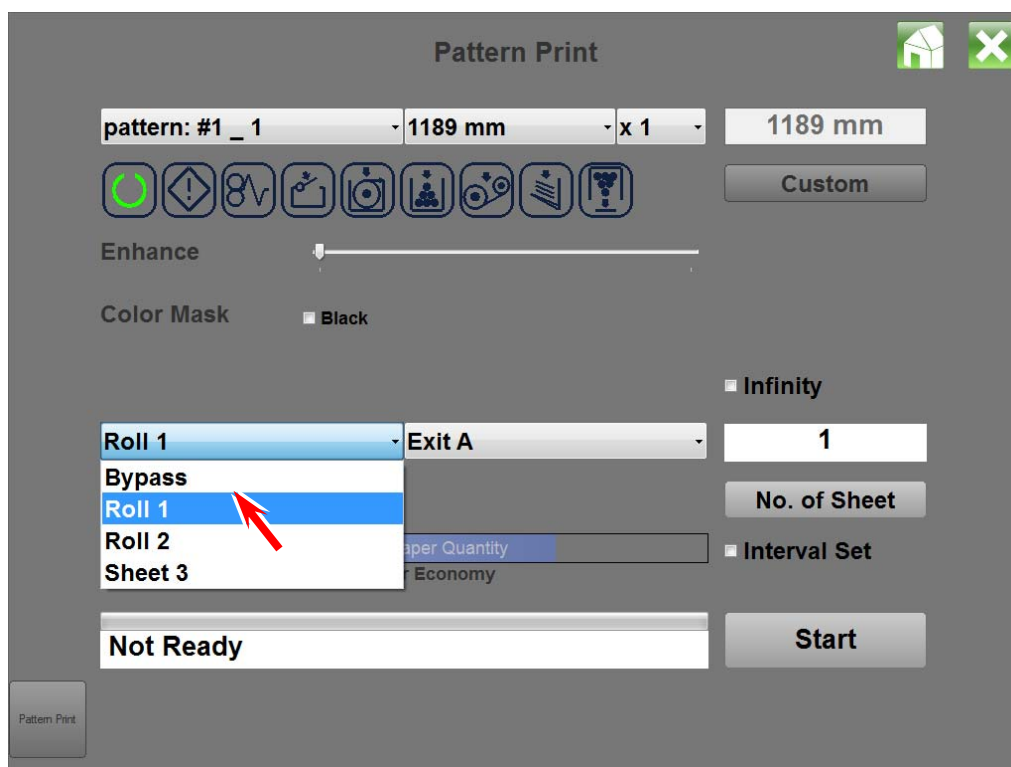 Pattern Print
pattern: #1 _ 1
1189 mm
x 1
1189 mm
Custom
Enhance
Color Mask
Black
Infinity
Roll 1
Exit A
1
Bypass
Roll 1
Roll 2
Sheet 3
No. of Sheet
Quantity
Economy
Interval Set
Not Ready
Start
Pattern Print